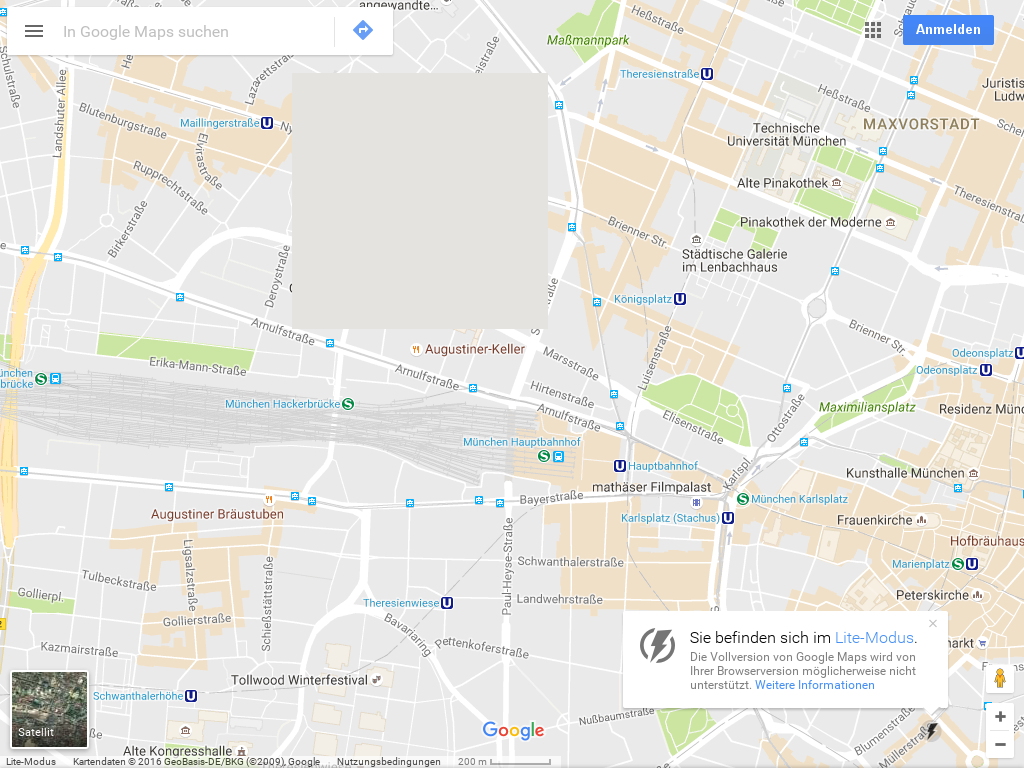 angewandte...
In Google Maps suchen
Anmelden
Maßmannpark
Theresienstraße
Landshuter Allee
Schulstraße
Lazarettstraße
Heßstraße
Heßstraße
Blutenburgstraße
Maillingerstraße
Elvirastraße
Technische
Universität München
MAXVORSTADT
Rupprechtstraße
Alte Pinakothek
Theresienstraße
Birkerstraße
Pinakothek der Moderne
Brienner Str.
Städtische Galerie
im Lenbachhaus
Deroystraße
Königsplatz
Arnulfstraße
Brienner Str.
Augustiner-Keller
Marsstraße
Luisenstraße
Odeonsplatz
Odeonsplatz
Erika-Mann-Straße
Arnulfstraße
Hirtenstraße
München Hackerbrücke
Arnulfstraße
Elisenstraße
Ottostraße
Maximiliansplatz
München Hauptbahnhof
Hauptbahnhof
Karlspl.
Kunsthalle München
mathäser Filmpalast
Bayerstraße
München Karlsplatz
Augustiner Bräustuben
Karlsplatz (Stachus)
Frauenkirche
Paul-Heyse-Straße
Ligsalzstraße
Schießstättstraße
Schwanthalerstraße
Marienplatz
Tulbeckstraße
Gollierpl.
Landwehrstraße
Peterskirche
Theresienwiese
Gollierstraße
Bavariaring
Pettenkoferstraße
Kazmairstraße
Sie befinden sich im Lite-Modus.
Die Vollversion von Google Maps wird von
Ihrer Browserversion möglicherweise nicht
unterstützt. Weitere Informationen
Tollwood Winterfestival
Schwanthalerhöhe
Nußbaumstraße
Blumenstraße
Müllerstraße
Satellit
Google
Alte Kongresshalle
Lite-Modus
Kartendaten © 2016 GeoBasis-DE/BKG (©2009), Google
Nutzungsbedingungen
200 m